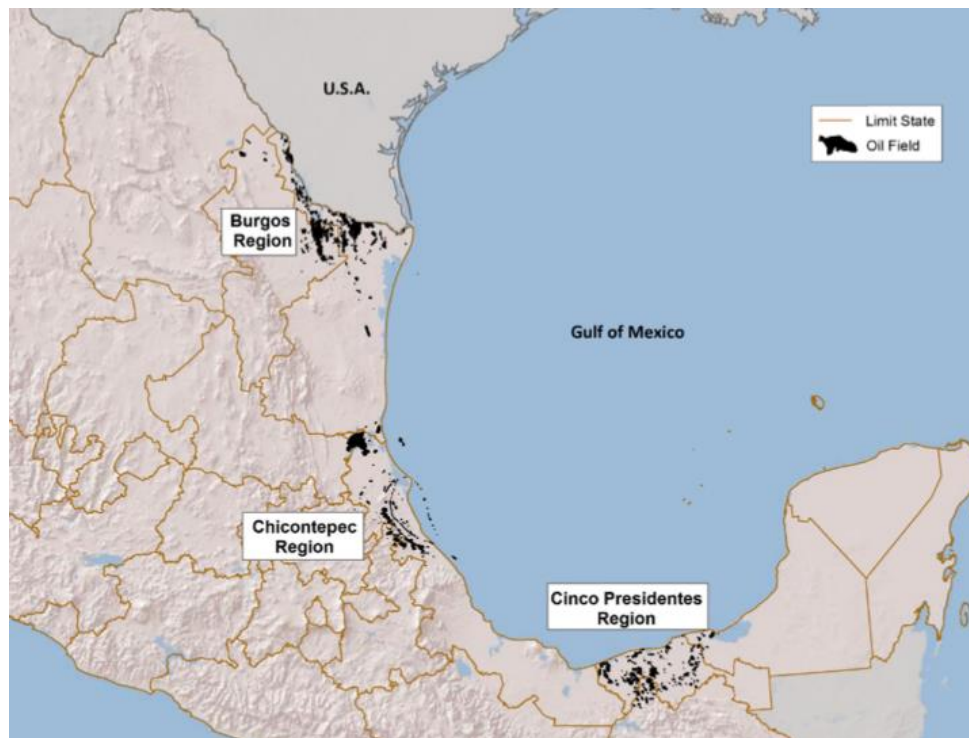 U.S.A.
Limit State
Oil Field
Burgos
Region
Gulf of Mexico
Chicontepec
Region
Cinco Presidentes
Region